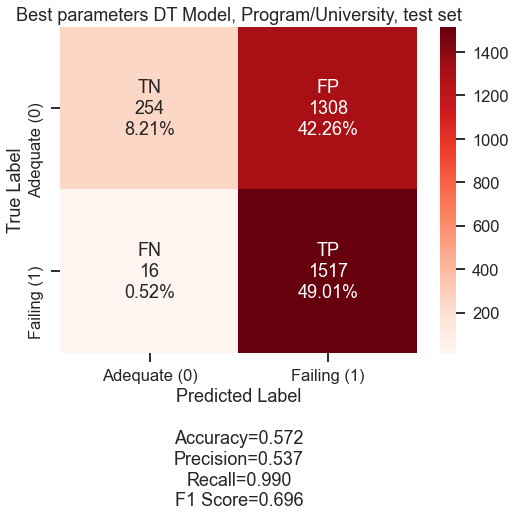 Best parameters DT Model, Program/University, test set
True Label
Adequate (0)
Failing (1)
TN
254
8.21%
FP
1308
42.26%
FN
16
0.52%
TP
1517
49.01%
1400
1200
1000
800
600
400
200
Adequate (0)
Failing (1)
Predicted Label
Accuracy=0.572
Precision=0.537
Recall=0.990
F1 Score=0.696